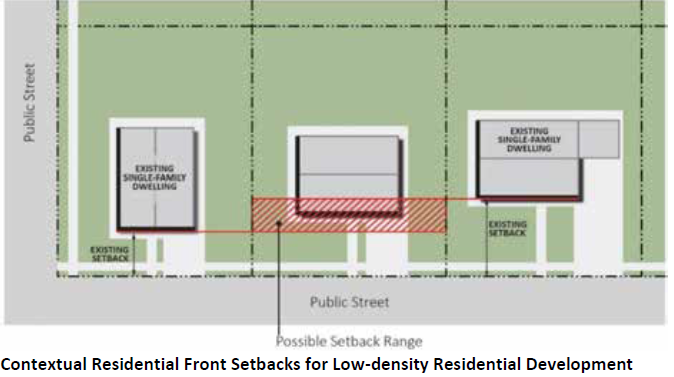 Public Street
EXISTING
SINGLE-FAMILY
DWELLING
EXISTING
SINGLE-FAMILY
DWELLING
EXISTING
SETBACK
EXISTING
SETBACK
Public Street
Possible Setback Range
Contextual Residential Front Setbacks for Low-density Residential Development